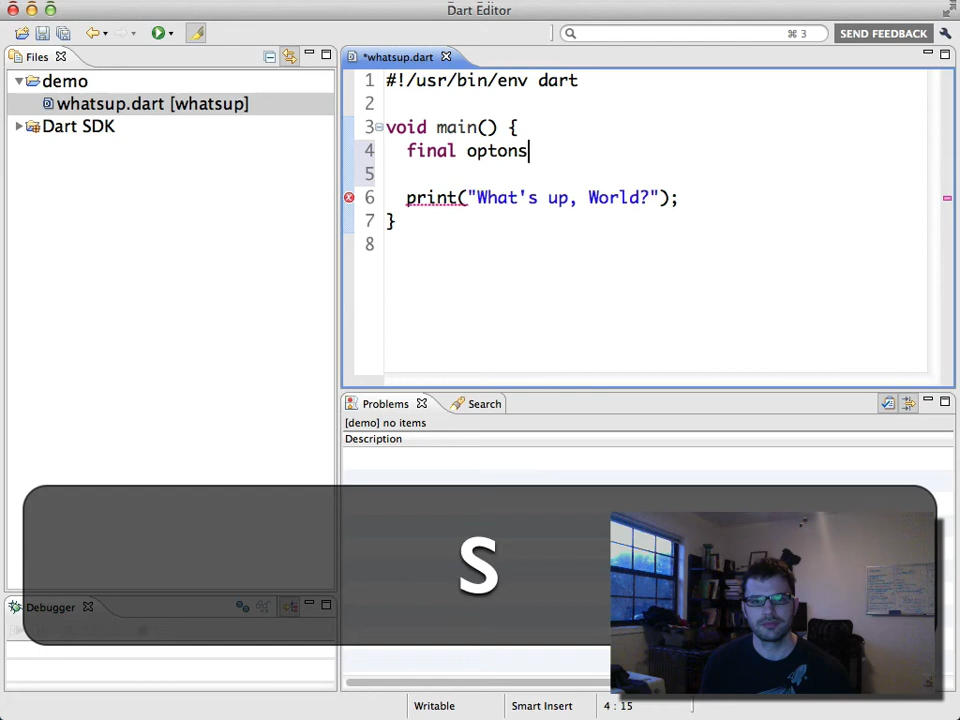 Dart Editor
⌘ 3
SEND FEEDBACK
Files
*whatsup.dart
demo
whatsup.dart [whatsup]
Dart SDK
1 #!/usr/bin/env dart
2
3 void main() {
4 final optons
5
6 print("What's up, World?");
7 }
8
Problems
Search
[demo] no items
Description
S
Debugger
Writable
Smart Insert
4 : 15